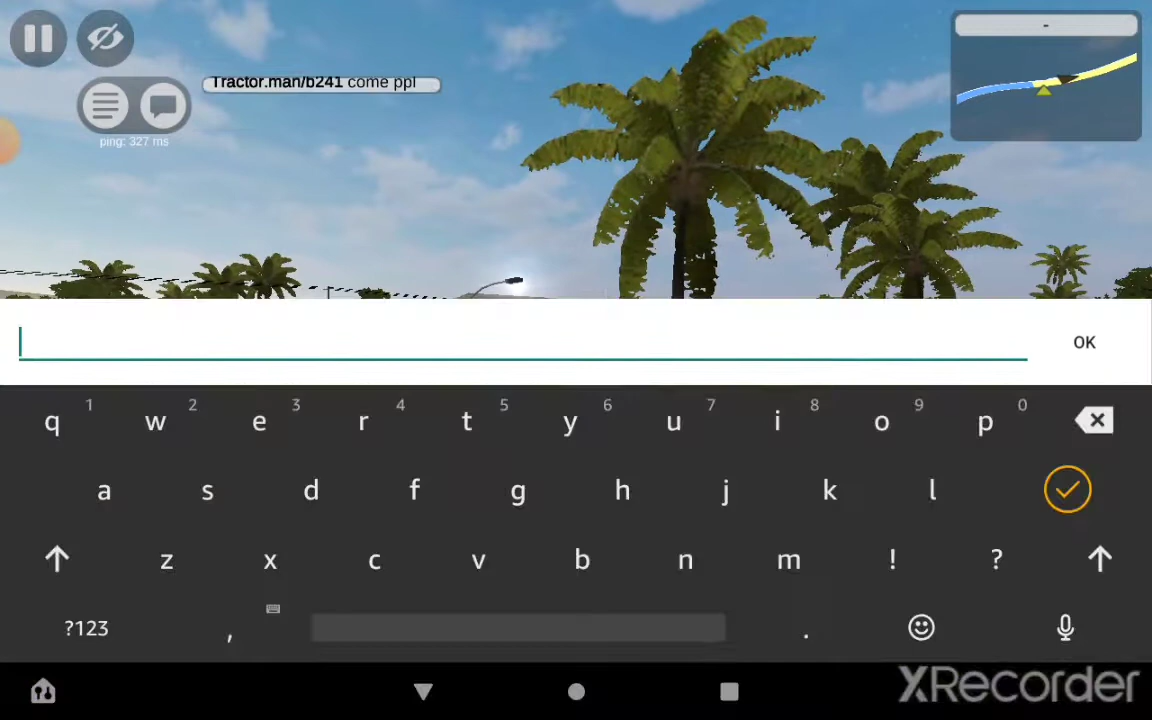 -
Tractor.man/b241 come ppl
ping: 327 ms
OK
1 2 3 4 5 6 7 8 9 0
q w e r t y u i o p
a s d f g h j k l
z x c v b n m ! ?
?123 , .
XRecorder